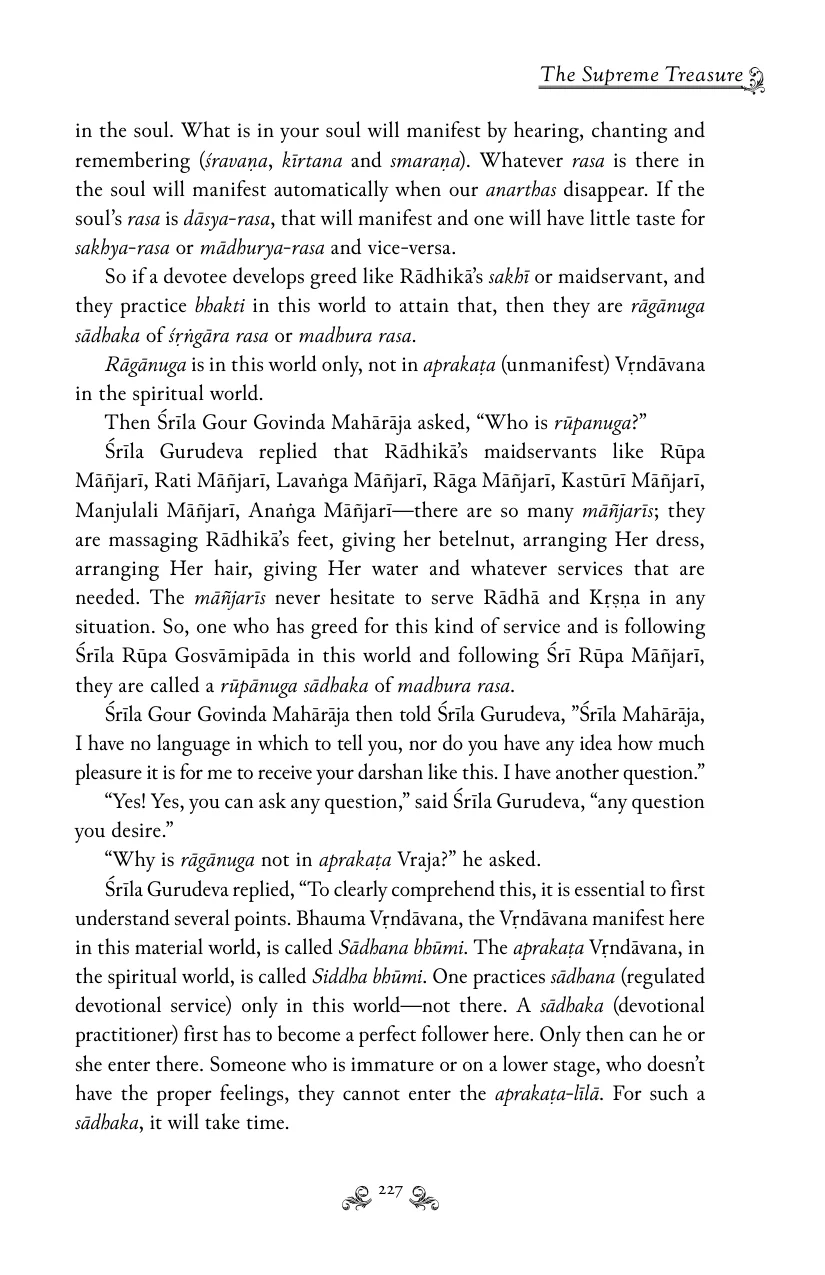 The Supreme Treasure
in the soul. What is in your soul will manifest by hearing, chanting and
remembering (śravaṇa, kīrtana and smaraṇa). Whatever rasa is there in
the soul will manifest automatically when our anarthas disappear. If the
soul’s rasa is dāsya-rasa, that will manifest and one will have little taste for
sakhya-rasa or mādhurya-rasa and vice-versa.
So if a devotee develops greed like Rādhikā’s sakhī or maidservant, and
they practice bhakti in this world to attain that, then they are rāgānuga
sādhaka of śṛṅgāra rasa or madhura rasa.
Rāgānuga is in this world only, not in aprakaṭa (unmanifest) Vṛndāvana
in the spiritual world.
Then Śrīla Gour Govinda Mahārāja asked, “Who is rūpanuga?”
Śrīla Gurudeva replied that Rādhikā’s maidservants like Rūpa
Māñjarī, Rati Māñjarī, Lavaṅga Māñjarī, Rāga Māñjarī, Kastūrī Māñjarī,
Manjulali Māñjarī, Anaṅga Māñjarī—there are so many māñjarīs; they
are massaging Rādhikā’s feet, giving her betelnut, arranging Her dress,
arranging Her hair, giving Her water and whatever services that are
needed. The māñjarīs never hesitate to serve Rādhā and Kṛṣṇa in any
situation. So, one who has greed for this kind of service and is following
Śrīla Rūpa Gosvāmipāda in this world and following Śrī Rūpa Māñjarī,
they are called a rūpānuga sādhaka of madhura rasa.
Śrīla Gour Govinda Mahārāja then told Śrīla Gurudeva, ”Śrīla Mahārāja,
I have no language in which to tell you, nor do you have any idea how much
pleasure it is for me to receive your darshan like this. I have another question.”
“Yes! Yes, you can ask any question,” said Śrīla Gurudeva, “any question
you desire.”
“Why is rāgānuga not in aprakaṭa Vraja?” he asked.
Śrīla Gurudeva replied, “To clearly comprehend this, it is essential to first
understand several points. Bhauma Vṛndāvana, the Vṛndāvana manifest here
in this material world, is called Sādhana bhūmi. The aprakaṭa Vṛndāvana, in
the spiritual world, is called Siddha bhūmi. One practices sādhana (regulated
devotional service) only in this world—not there. A sādhaka (devotional
practitioner) first has to become a perfect follower here. Only then can he or
she enter there. Someone who is immature or on a lower stage, who doesn’t
have the proper feelings, they cannot enter the aprakaṭa-līlā. For such a
sādhaka, it will take time.
227